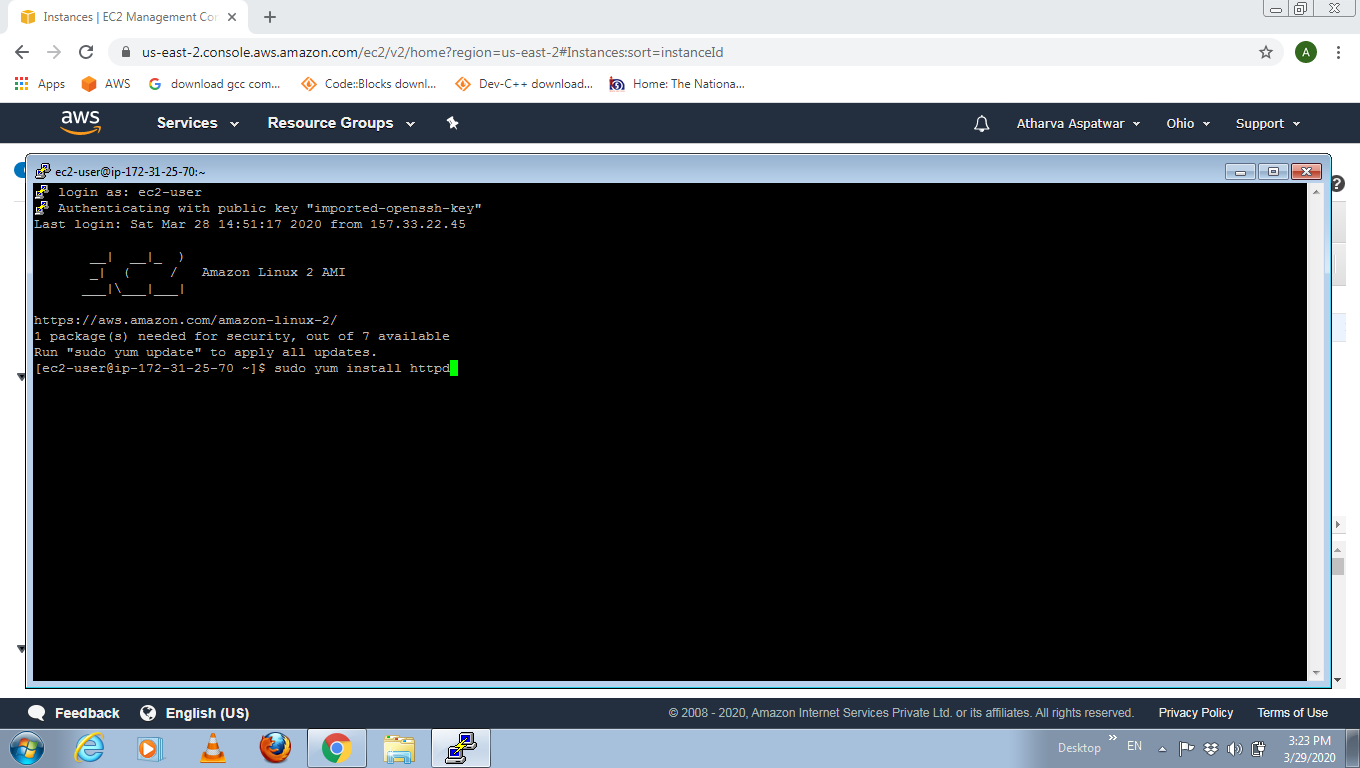 Instances | EC2 Management Con
us-east-2.console.aws.amazon.com/ec2/v2/home?region=us-east-2#Instances:sort=instanceId
A
Apps
AWS
download gcc com...
Code::Blocks downl...
Dev-C++ download...
Home: The Nationa...
aws
Services
Resource Groups
Atharva Aspatwar
Ohio
Support
ec2-user@ip-172-31-25-70:~
login as: ec2-user
Authenticating with public key "imported-openssh-key"
Last login: Sat Mar 28 14:51:17 2020 from 157.33.22.45
__|  __|_  )
_|  (     /   Amazon Linux 2 AMI
___|\___|___|
https://aws.amazon.com/amazon-linux-2/
1 package(s) needed for security, out of 7 available
Run "sudo yum update" to apply all updates.
[ec2-user@ip-172-31-25-70 ~]$ sudo yum install httpd
Feedback
English (US)
© 2008 - 2020, Amazon Internet Services Private Ltd. or its affiliates. All rights reserved.
Privacy Policy
Terms of Use
Desktop
EN
3:23 PM
3/29/2020